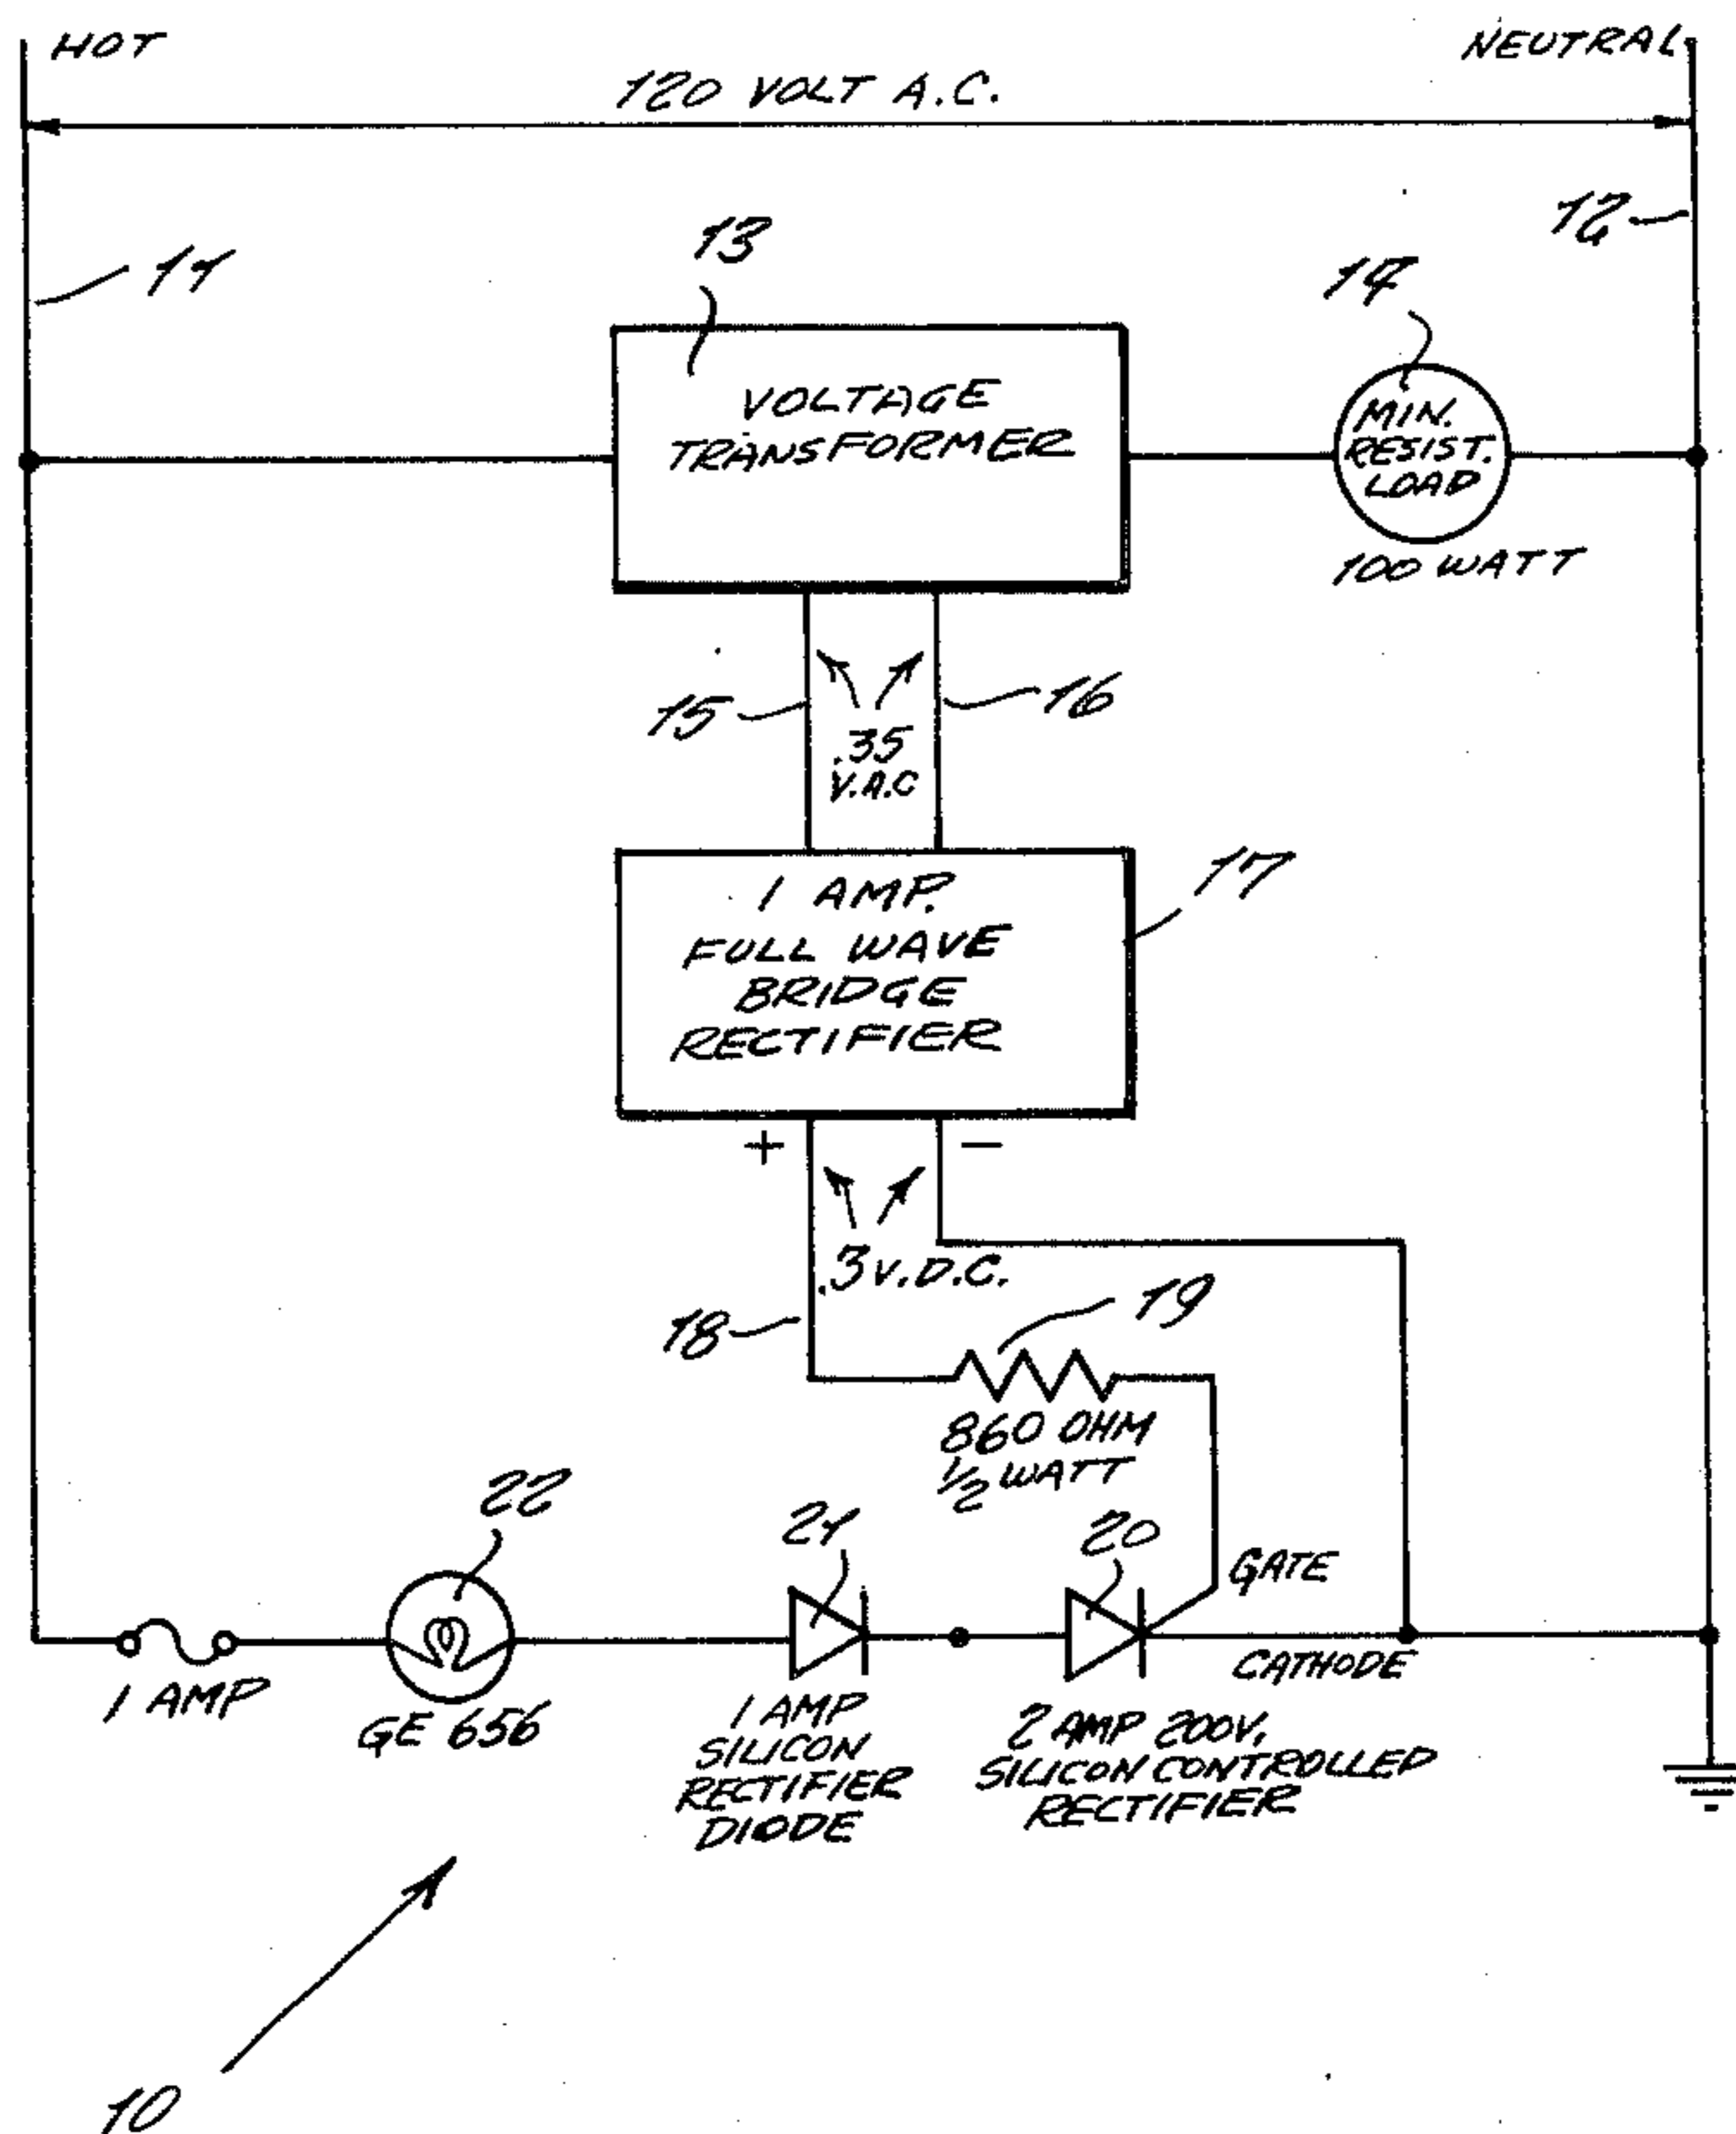 HOT
NEUTRAL
120 VOLT A.C.
11
13
12
14
VOLTAGE
TRANSFORMER
MIN.
RESIST.
LOAD
100 WATT
15
16
.35
V.A.C
1 AMP.
FULL WAVE
BRIDGE
RECTIFIER
17
+
−
.3 V.D.C.
18
19
860 OHM
1/2 WATT
22
21
20
GATE
CATHODE
1 AMP
GE 656
1 AMP
SILICON
RECTIFIER
DIODE
2 AMP 200V,
SILICON CONTROLLED
RECTIFIER
10